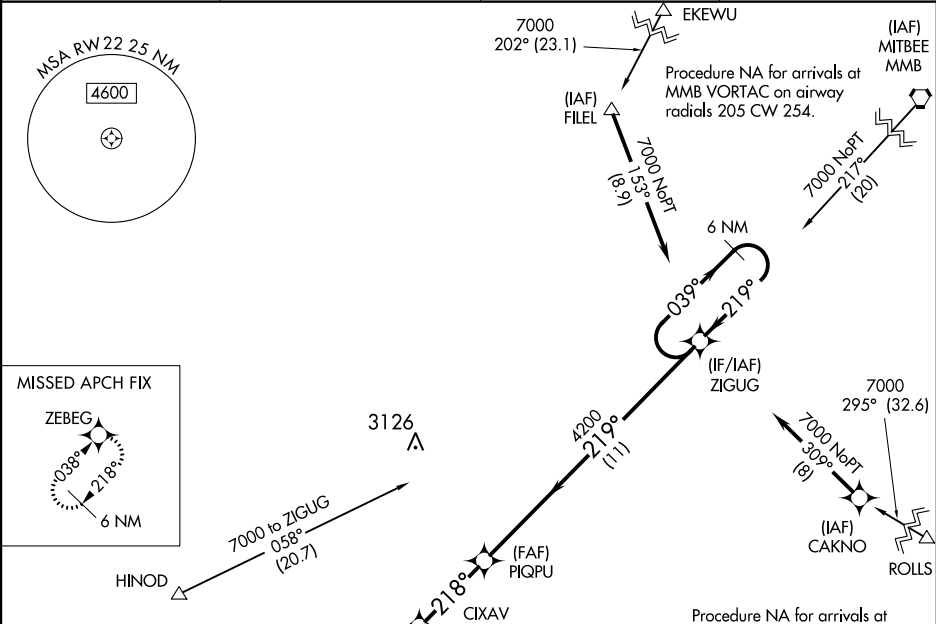 MSA RW 22 25 NM
4600
7000
202° (23.1)
EKEWU
(IAF)
FILEL
Procedure NA for arrivals at
MMB VORTAC on airway
radials 205 CW 254.
(IAF)
MITBEE
MMB
7000 NoPT
153°
(8.9)
7000 NoPT
217°
(20)
6 NM
039°
219°
(IF/IAF)
ZIGUG
MISSED APCH FIX
ZEBEG
038°
218°
6 NM
3126
4200
219°
(11)
7000
295° (32.6)
7000 NoPT
309°
(8)
(IAF)
CAKNO
ROLLS
7000 to ZIGUG
058°
(20.7)
HINOD
(FAF)
PIQPU
218°
CIXAV
Procedure NA for arrivals at